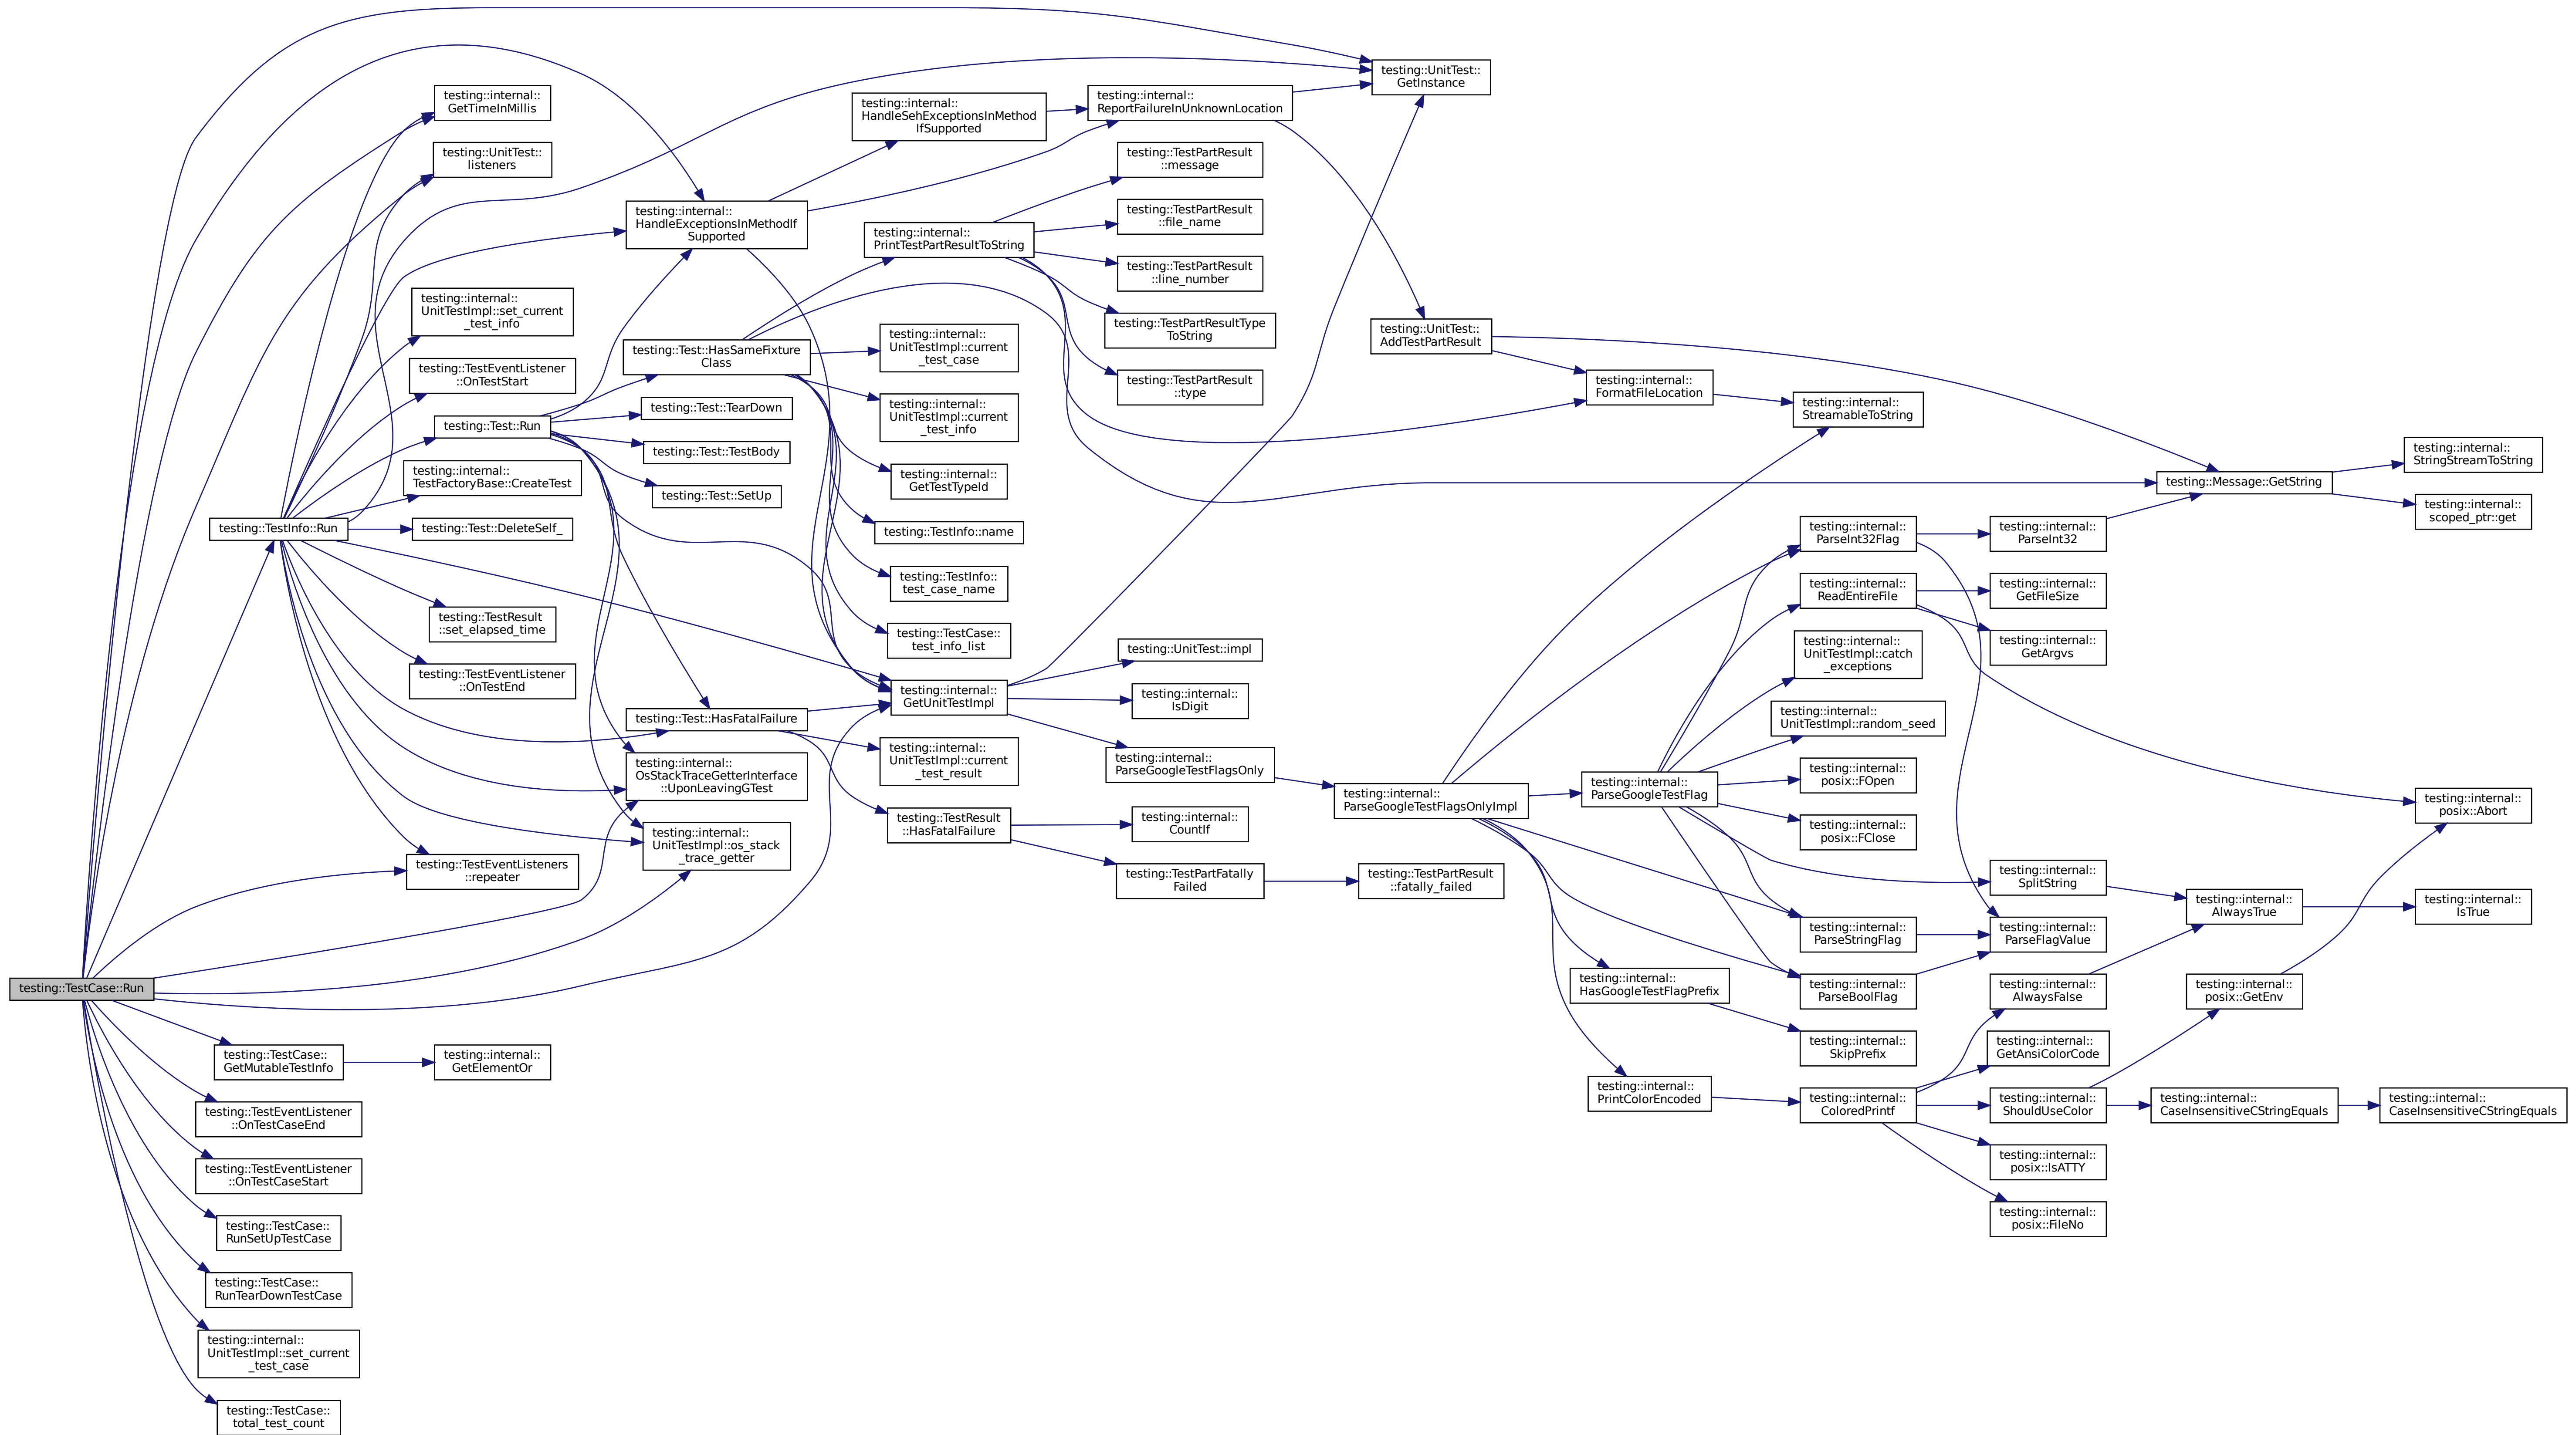 testing::TestCase::Run
testing::UnitTest::
GetInstance
testing::internal::
GetTimeInMillis
testing::UnitTest::
listeners
testing::internal::
HandleExceptionsInMethodIf
Supported
testing::internal::
HandleSehExceptionsInMethod
IfSupported
testing::internal::
ReportFailureInUnknownLocation
testing::TestPartResult
::message
testing::TestPartResult
::file_name
testing::TestPartResult
::line_number
testing::TestPartResultType
ToString
testing::TestPartResult
::type
testing::internal::
PrintTestPartResultToString
testing::internal::
UnitTestImpl::set_current
_test_info
testing::TestEventListener
::OnTestStart
testing::Test::Run
testing::internal::
TestFactoryBase::CreateTest
testing::TestInfo::Run
testing::Test::DeleteSelf_
testing::TestResult
::set_elapsed_time
testing::TestEventListener
::OnTestEnd
testing::Test::HasSameFixture
Class
testing::Test::TearDown
testing::Test::TestBody
testing::Test::SetUp
testing::internal::
UnitTestImpl::current
_test_case
testing::internal::
UnitTestImpl::current
_test_info
testing::internal::
GetTestTypeId
testing::TestInfo::name
testing::TestInfo::
test_case_name
testing::TestCase::
test_info_list
testing::internal::
GetUnitTestImpl
testing::Test::HasFatalFailure
testing::internal::
UnitTestImpl::current
_test_result
testing::internal::
OsStackTraceGetterInterface
::UponLeavingGTest
testing::internal::
UnitTestImpl::os_stack
_trace_getter
testing::TestEventListeners
::repeater
testing::TestResult
::HasFatalFailure
testing::UnitTest::impl
testing::internal::
IsDigit
testing::internal::
ParseGoogleTestFlagsOnly
testing::internal::
CountIf
testing::TestPartFatally
Failed
testing::TestPartResult
::fatally_failed
testing::UnitTest::
AddTestPartResult
testing::internal::
FormatFileLocation
testing::internal::
StreamableToString
testing::Message::GetString
testing::internal::
StringStreamToString
testing::internal::
scoped_ptr::get
testing::internal::
ParseGoogleTestFlagsOnlyImpl
testing::internal::
ParseGoogleTestFlag
testing::internal::
ParseInt32Flag
testing::internal::
ParseInt32
testing::internal::
ReadEntireFile
testing::internal::
GetFileSize
testing::internal::
GetArgvs
testing::internal::
UnitTestImpl::catch
_exceptions
testing::internal::
UnitTestImpl::random_seed
testing::internal::
posix::FOpen
testing::internal::
posix::FClose
testing::internal::
posix::Abort
testing::internal::
SplitString
testing::internal::
AlwaysTrue
testing::internal::
IsTrue
testing::internal::
ParseStringFlag
testing::internal::
ParseFlagValue
testing::internal::
HasGoogleTestFlagPrefix
testing::internal::
ParseBoolFlag
testing::internal::
AlwaysFalse
testing::internal::
posix::GetEnv
testing::internal::
SkipPrefix
testing::internal::
GetAnsiColorCode
testing::internal::
PrintColorEncoded
testing::internal::
ColoredPrintf
testing::internal::
ShouldUseColor
testing::internal::
CaseInsensitiveCStringEquals
testing::internal::
CaseInsensitiveCStringEquals
testing::internal::
posix::IsATTY
testing::internal::
posix::FileNo
testing::TestCase::
GetMutableTestInfo
testing::internal::
GetElementOr
testing::TestEventListener
::OnTestCaseEnd
testing::TestEventListener
::OnTestCaseStart
testing::TestCase::
RunSetUpTestCase
testing::TestCase::
RunTearDownTestCase
testing::internal::
UnitTestImpl::set_current
_test_case
testing::TestCase::
total_test_count